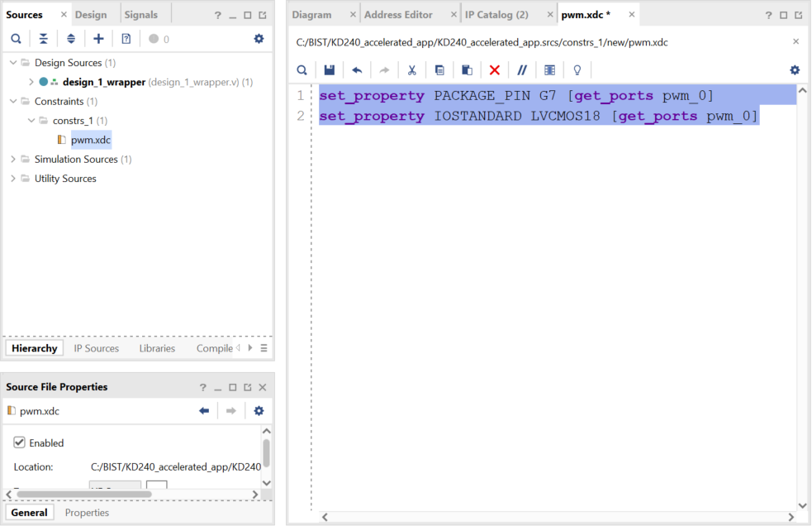 Sources × Design Signals ? _
0
Design Sources (1)
design_1_wrapper (design_1_wrapper.v) (1)
Constraints (1)
constrs_1 (1)
pwm.xdc
Simulation Sources (1)
Utility Sources
Hierarchy IP Sources Libraries Compile
Source File Properties ? _ ×
pwm.xdc
Enabled
Location: C:/BIST/KD240_accelerated_app/KD240
General Properties
Diagram × Address Editor × IP Catalog (2) × pwm.xdc * × ?
C:/BIST/KD240_accelerated_app/KD240_accelerated_app.srcs/constrs_1/new/pwm.xdc ×
1 set_property PACKAGE_PIN G7 [get_ports pwm_0]
2 set_property IOSTANDARD LVCMOS18 [get_ports pwm_0]